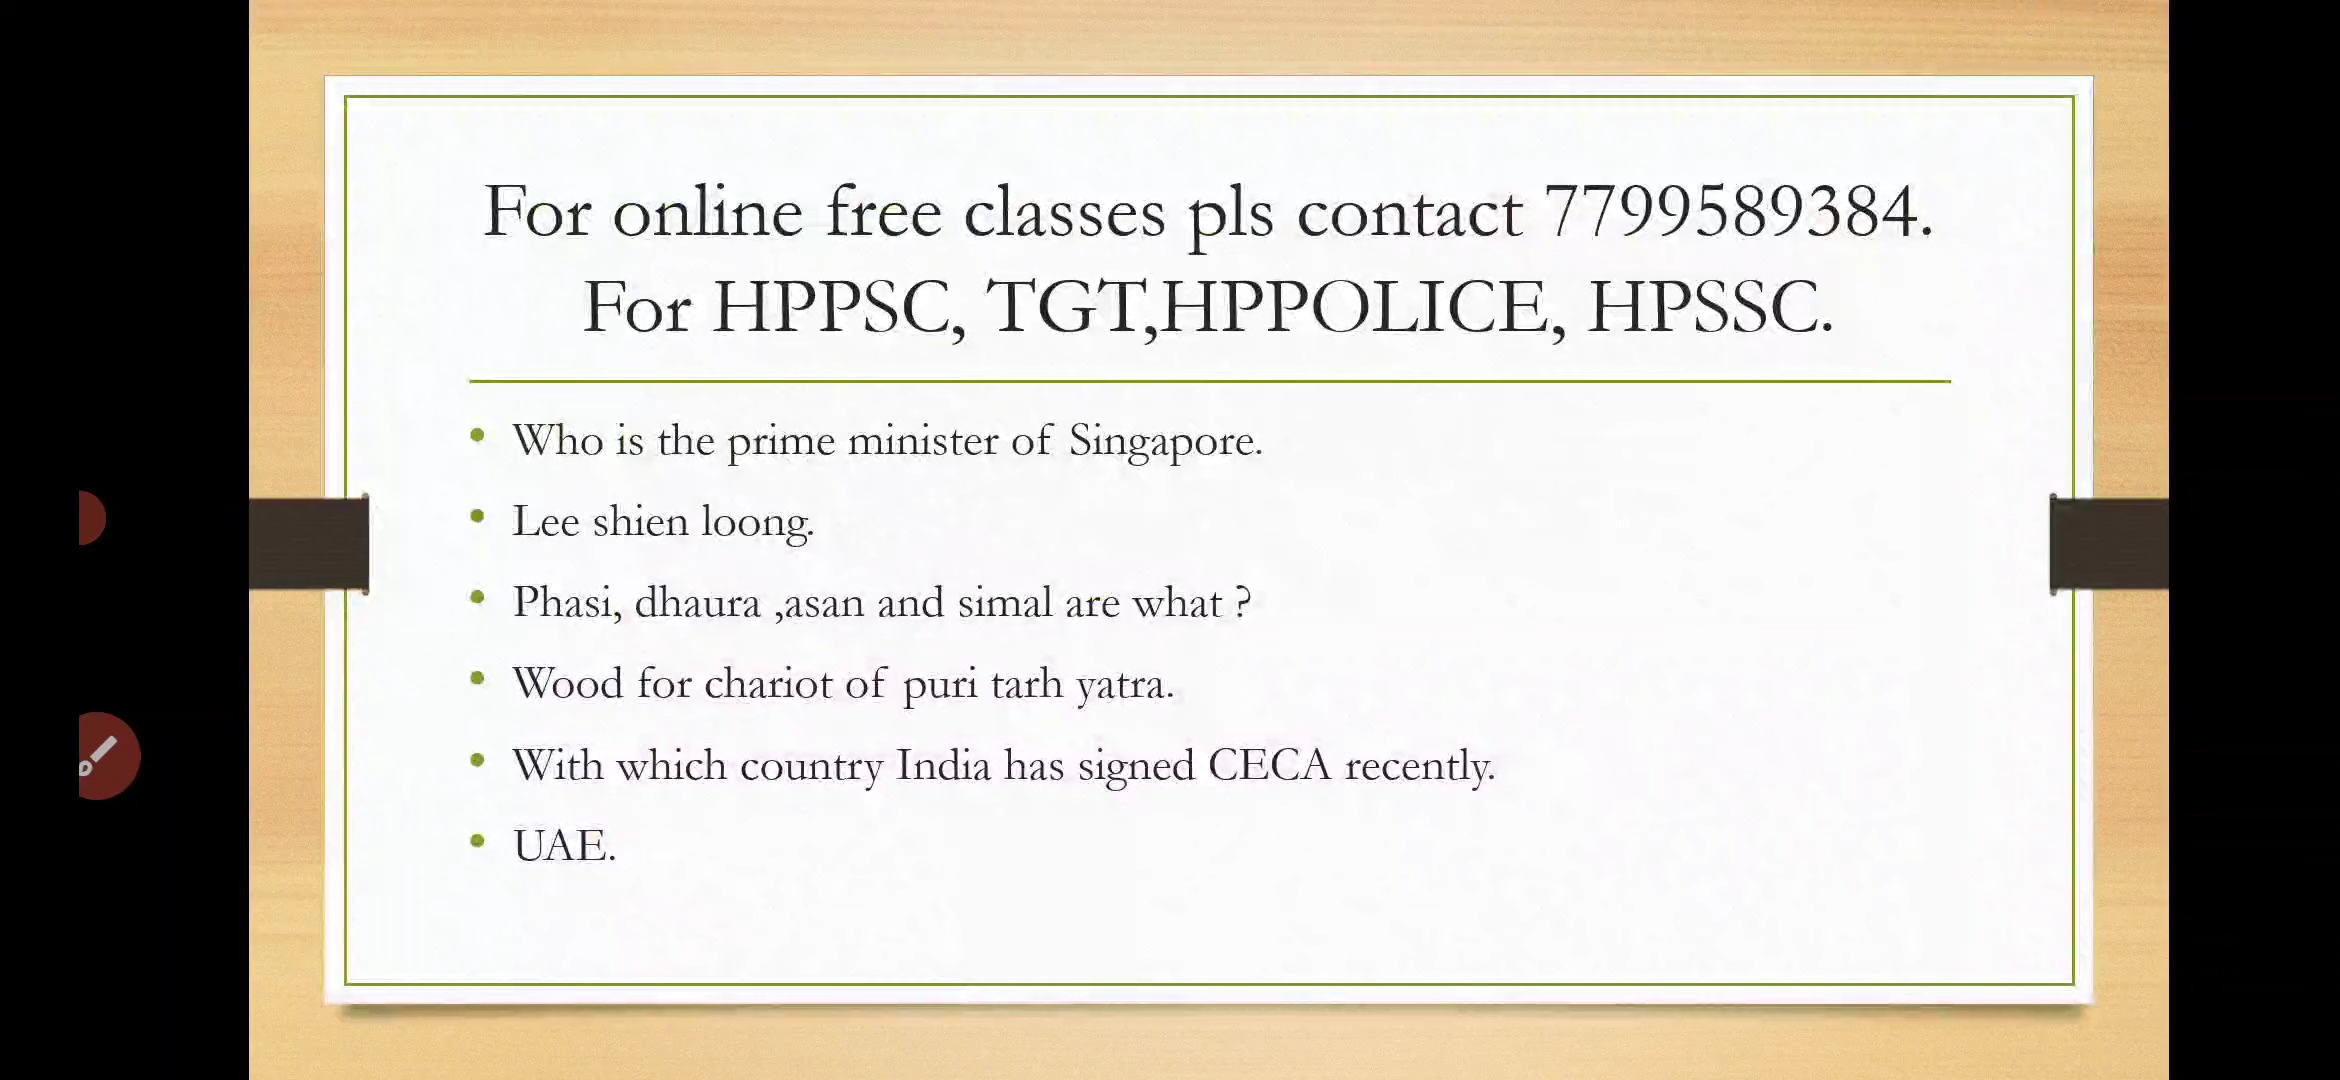 For online free classes pls contact 7799589384.
For HPPSC, TGT,HPPOLICE, HPSSC.
• Who is the prime minister of Singapore.
• Lee shien loong.
• Phasi, dhaura ,asan and simal are what ?
• Wood for chariot of puri tarh yatra.
• With which country India has signed CECA recently.
• UAE.